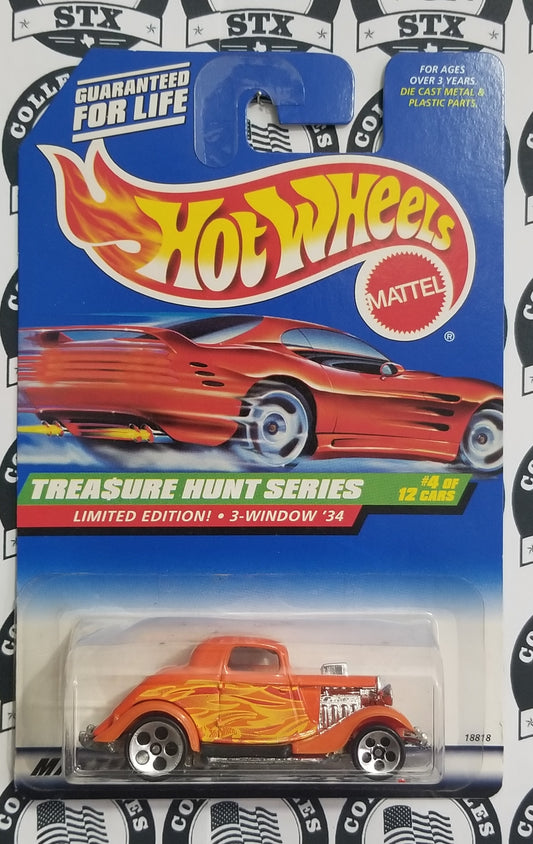 STX
STX
GUARANTEED
FOR LIFE
FOR AGES
OVER 3 YEARS.
DIE CAST METAL &
PLASTIC PARTS.
HOT WHEELS
MATTEL
®
TREA$URE HUNT SERIES
#4 OF
12 CARS
LIMITED EDITION! • 3-WINDOW '34
18818